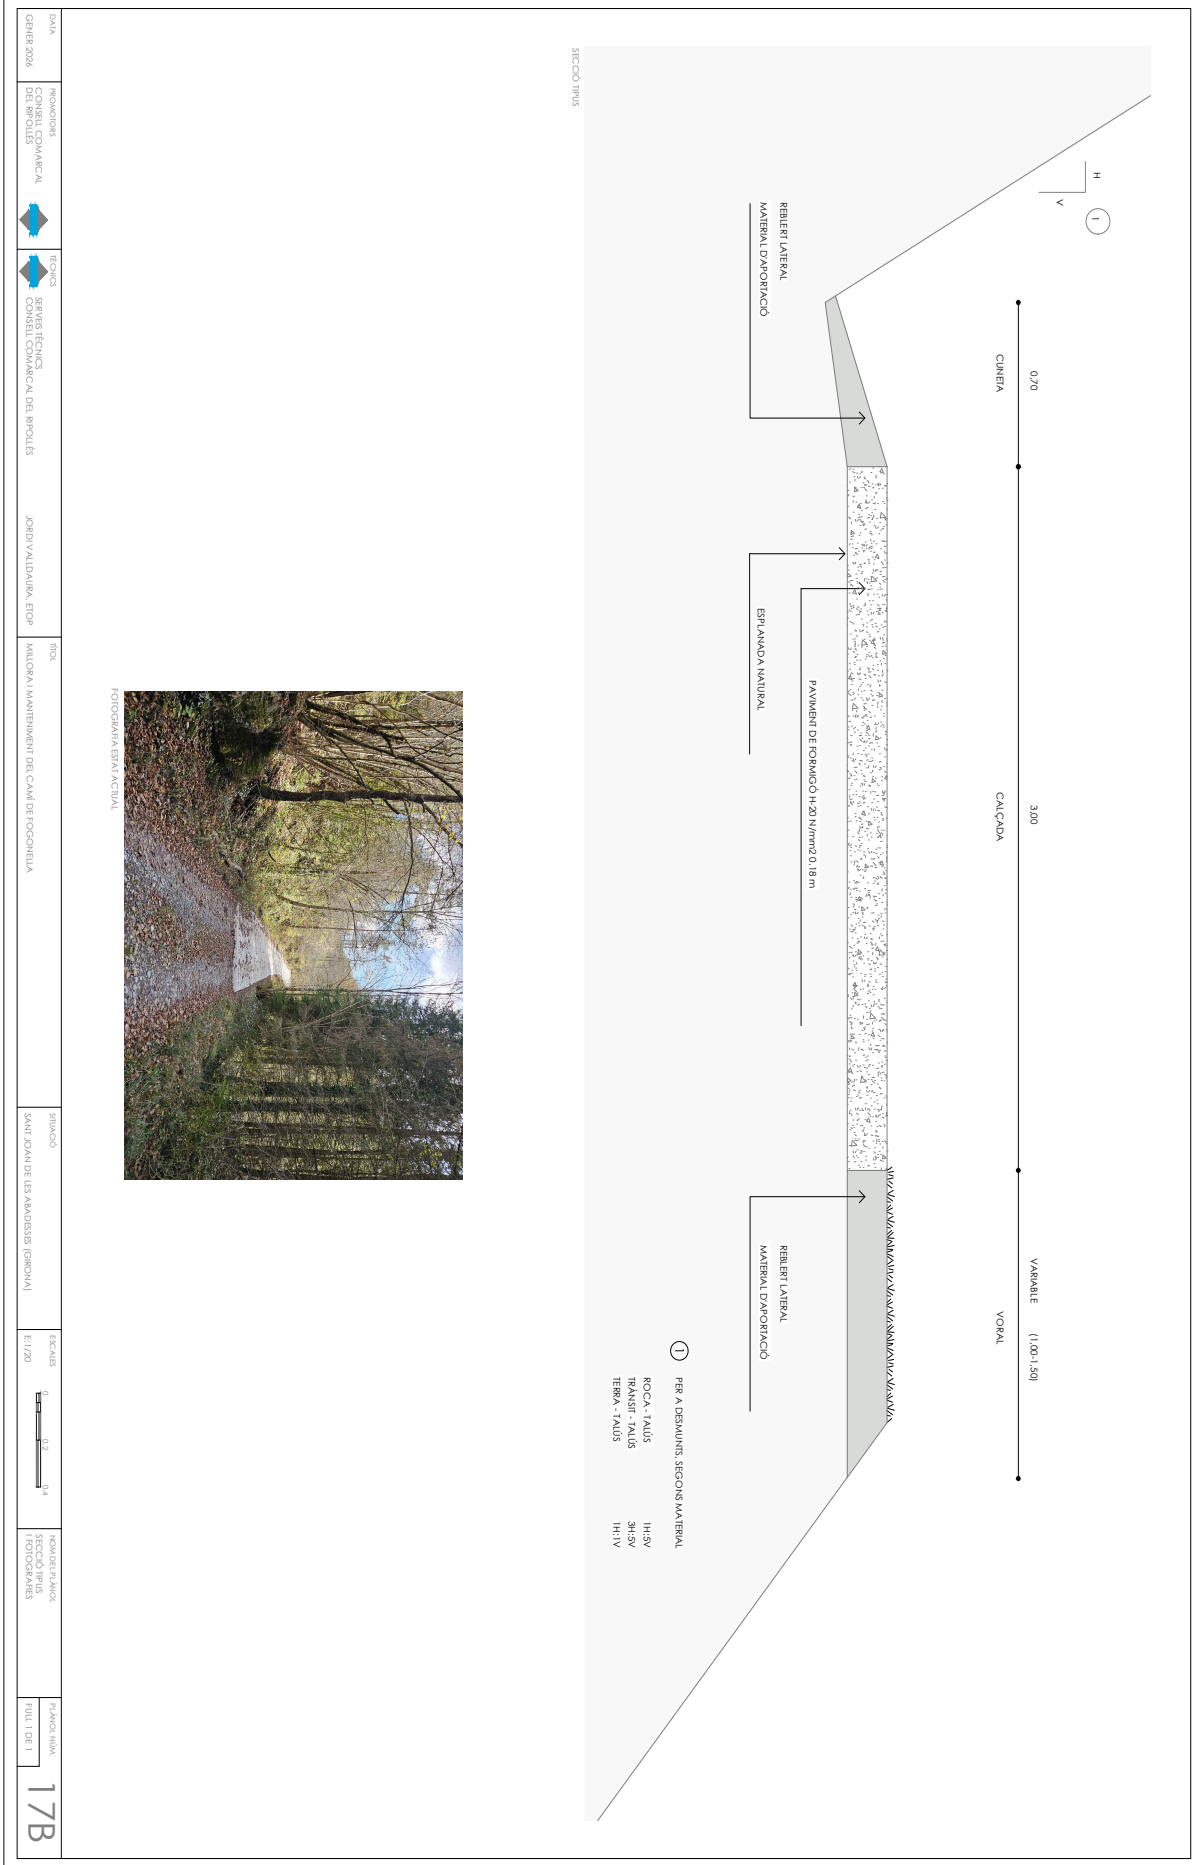 H
V
1
0,70
3,00
VARIABLE (1,00-1,50)
CUNETA
CALÇADA
VORAL
REBLERT LATERAL
MATERIAL D'APORTACIÓ
ESPLANADA NATURAL
PAVIMENT DE FORMIGÓ H-20 N/mm2 0.18 m
REBLERT LATERAL
MATERIAL D'APORTACIÓ
1 PER A DESMUNTS, SEGONS MATERIAL
ROCA - TALÚS 1H:5V
TRÀNSIT - TALÚS 3H:5V
TERRA - TALÚS 1H:1V
SECCIÓ TIPUS
FOTOGRAFIA ESTAT ACTUAL
DATA
GENER 2026
PROMOTORS
CONSELL COMARCAL
DEL RIPOLLÈS
TÈCNICS
SERVEIS TÈCNICS
CONSELL COMARCAL DEL RIPOLLÈS
JORDI VALLDAURA, ETOP
TÍTOL
MILLORA I MANTENIMENT DEL CAMÍ DE FOGONELLA
SITUACIÓ
SANT JOAN DE LES ABADESSES (GIRONA)
ESCALES
E:1/20
0 0.2 0.4
NOM DEL PLÀNOL
SECCIÓ TIPUS
I FOTOGRAFIES
PLÀNOL NÚM.
FULL 1 DE 1
17B